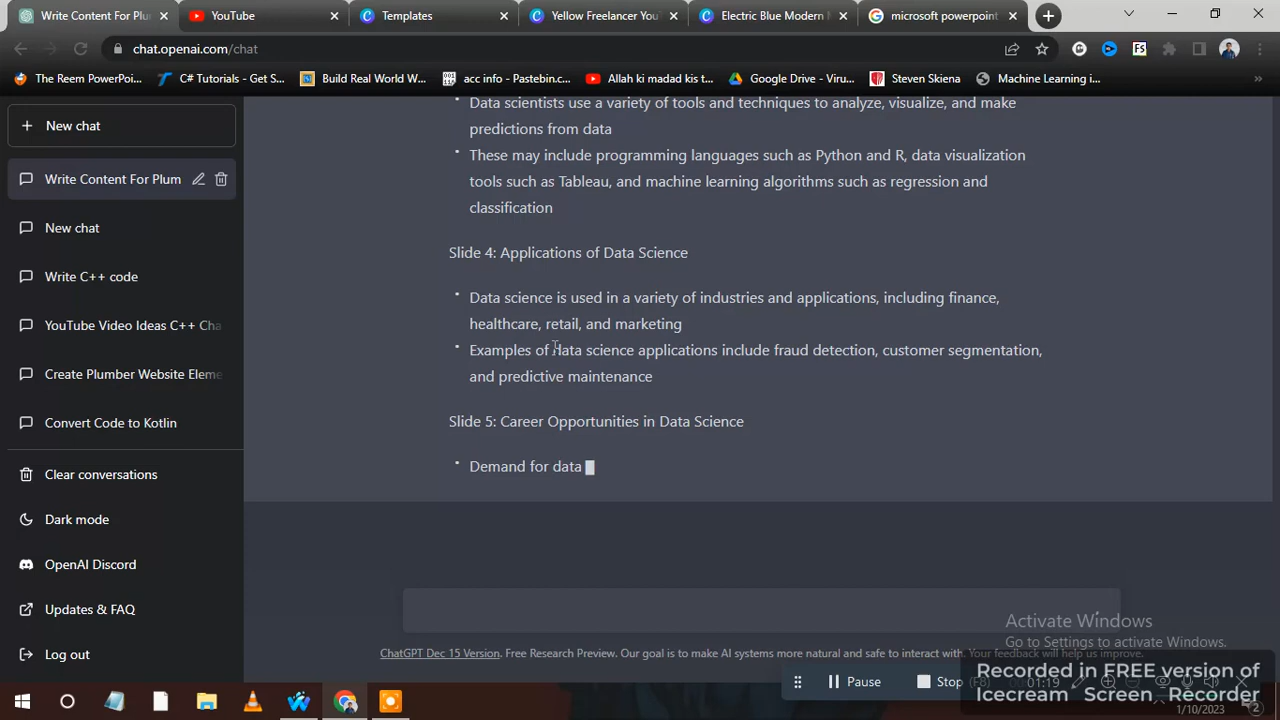 Write Content For Plu
YouTube
Templates
Yellow Freelancer You
Electric Blue Modern
microsoft powerpoint
chat.openai.com/chat
The Reem PowerPoi...
C# Tutorials - Get S...
Build Real World W...
acc info - Pastebin.c...
Allah ki madad kis t...
Google Drive - Viru...
Steven Skiena
Machine Learning i...
New chat
Write Content For Plum
New chat
Write C++ code
YouTube Video Ideas C++ Cha
Create Plumber Website Eleme
Convert Code to Kotlin
Clear conversations
Dark mode
OpenAI Discord
Updates & FAQ
Log out
Data scientists use a variety of tools and techniques to analyze, visualize, and make
predictions from data
These may include programming languages such as Python and R, data visualization
tools such as Tableau, and machine learning algorithms such as regression and
classification
Slide 4: Applications of Data Science
Data science is used in a variety of industries and applications, including finance,
healthcare, retail, and marketing
Examples of data science applications include fraud detection, customer segmentation,
and predictive maintenance
Slide 5: Career Opportunities in Data Science
Demand for data
Activate Windows
Go to Settings to activate Windows.
ChatGPT Dec 15 Version. Free Research Preview. Our goal is to make AI systems more natural and safe to interact with. Your feedback will help us improve.
Pause
Stop (F8)
01:19
Recorded in FREE version of
Icecream Screen Recorder
1/10/2023
2